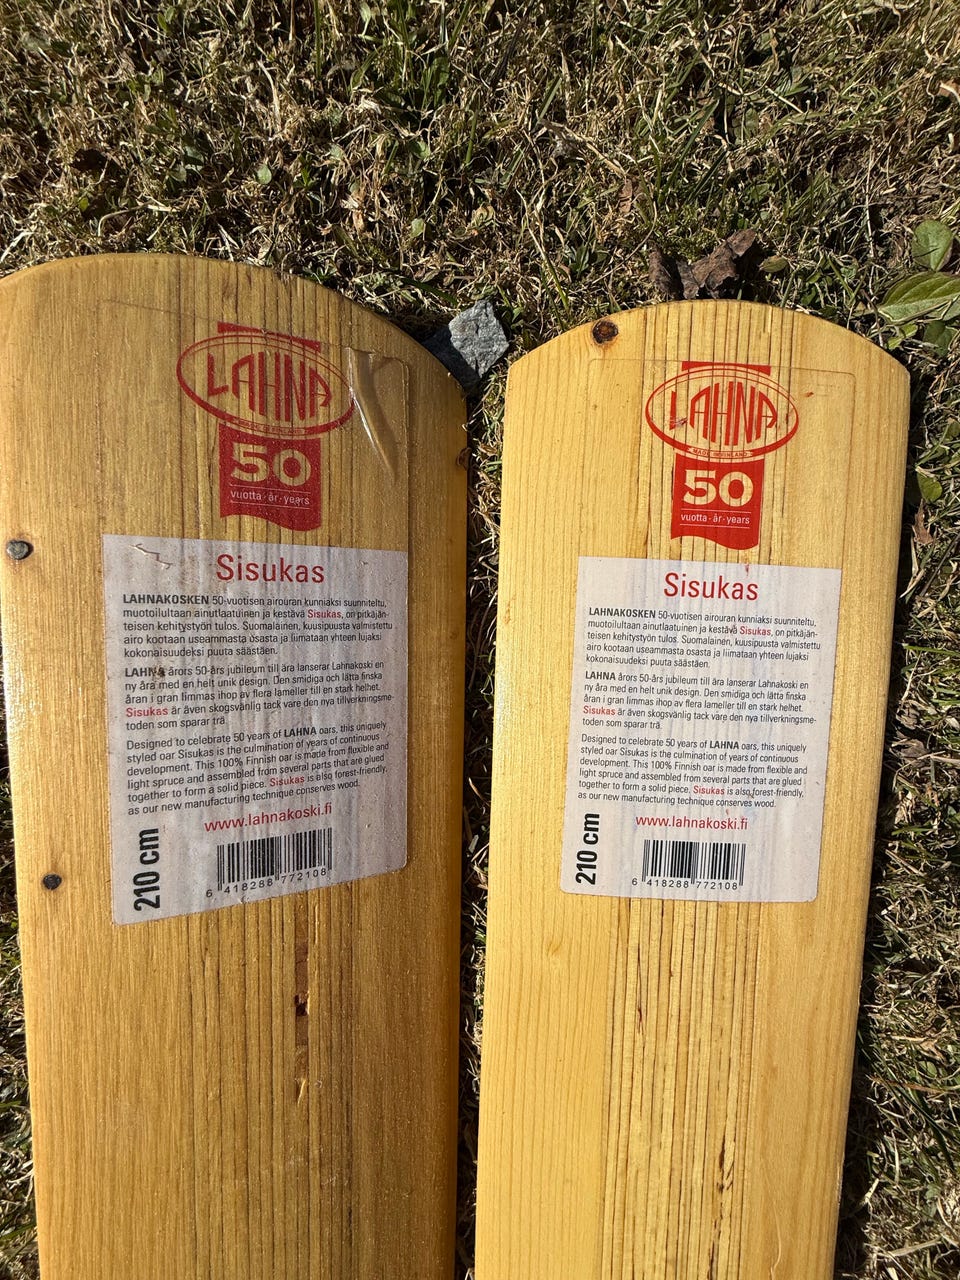 LAHNA
MADE IN FINLAND
50
vuotta · år · years
Sisukas
LAHNAKOSKEN 50-vuotisen airouran kunniaksi suunniteltu,
muotoilultaan ainutlaatuinen ja kestävä Sisukas, on pitkäjän-
teisen kehitystyön tulos. Suomalainen, kuusipuusta valmistettu
airo kootaan useammasta osasta ja liimataan yhteen lujaksi
kokonaisuudeksi puuta säästäen.
LAHNA årors 50-års jubileum till ära lanserar Lahnakoski en
ny åra med en helt unik design. Den smidiga och lätta finska
åran i gran limmas ihop av flera lameller till en stark helhet.
Sisukas är även skogsvänlig tack vare den nya tillverkningsme-
toden som sparar trä.
Designed to celebrate 50 years of LAHNA oars, this uniquely
styled oar Sisukas is the culmination of years of continuous
development. This 100% Finnish oar is made from flexible and
light spruce and assembled from several parts that are glued
together to form a solid piece. Sisukas is also forest-friendly,
as our new manufacturing technique conserves wood.
www.lahnakoski.fi
210 cm
6 418288 772108
LAHNA
MADE IN FINLAND
50
vuotta · år · years
Sisukas
LAHNAKOSKEN 50-vuotisen airouran kunniaksi suunniteltu,
muotoilultaan ainutlaatuinen ja kestävä Sisukas, on pitkäjän-
teisen kehitystyön tulos. Suomalainen, kuusipuusta valmistettu
airo kootaan useammasta osasta ja liimataan yhteen lujaksi
kokonaisuudeksi puuta säästäen.
LAHNA årors 50-års jubileum till ära lanserar Lahnakoski en
ny åra med en helt unik design. Den smidiga och lätta finska
åran i gran limmas ihop av flera lameller till en stark helhet.
Sisukas är även skogsvänlig tack vare den nya tillverkningsme-
toden som sparar trä.
Designed to celebrate 50 years of LAHNA oars, this uniquely
styled oar Sisukas is the culmination of years of continuous
development. This 100% Finnish oar is made from flexible and
light spruce and assembled from several parts that are glued
together to form a solid piece. Sisukas is also forest-friendly,
as our new manufacturing technique conserves wood.
www.lahnakoski.fi
210 cm
6 418288 772108